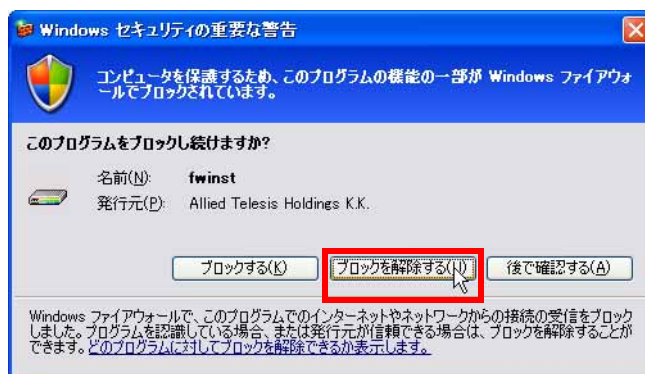 Windows セキュリティの重要な警告
コンピュータを保護するため、このプログラムの機能の一部が Windows ファイアウォ
ールでブロックされています。
このプログラムをブロックし続けますか?
名前(N): fwinst
発行元(P): Allied Telesis Holdings K.K.
ブロックする(K) ブロックを解除する(U) 後で確認する(A)
Windows ファイアウォールで、このプログラムでのインターネットやネットワークからの接続の受信をブロック
しました。プログラムを認識している場合、または発行元が信頼できる場合は、ブロックを解除することが
できます。どのプログラムに対してブロックを解除できるか表示します。